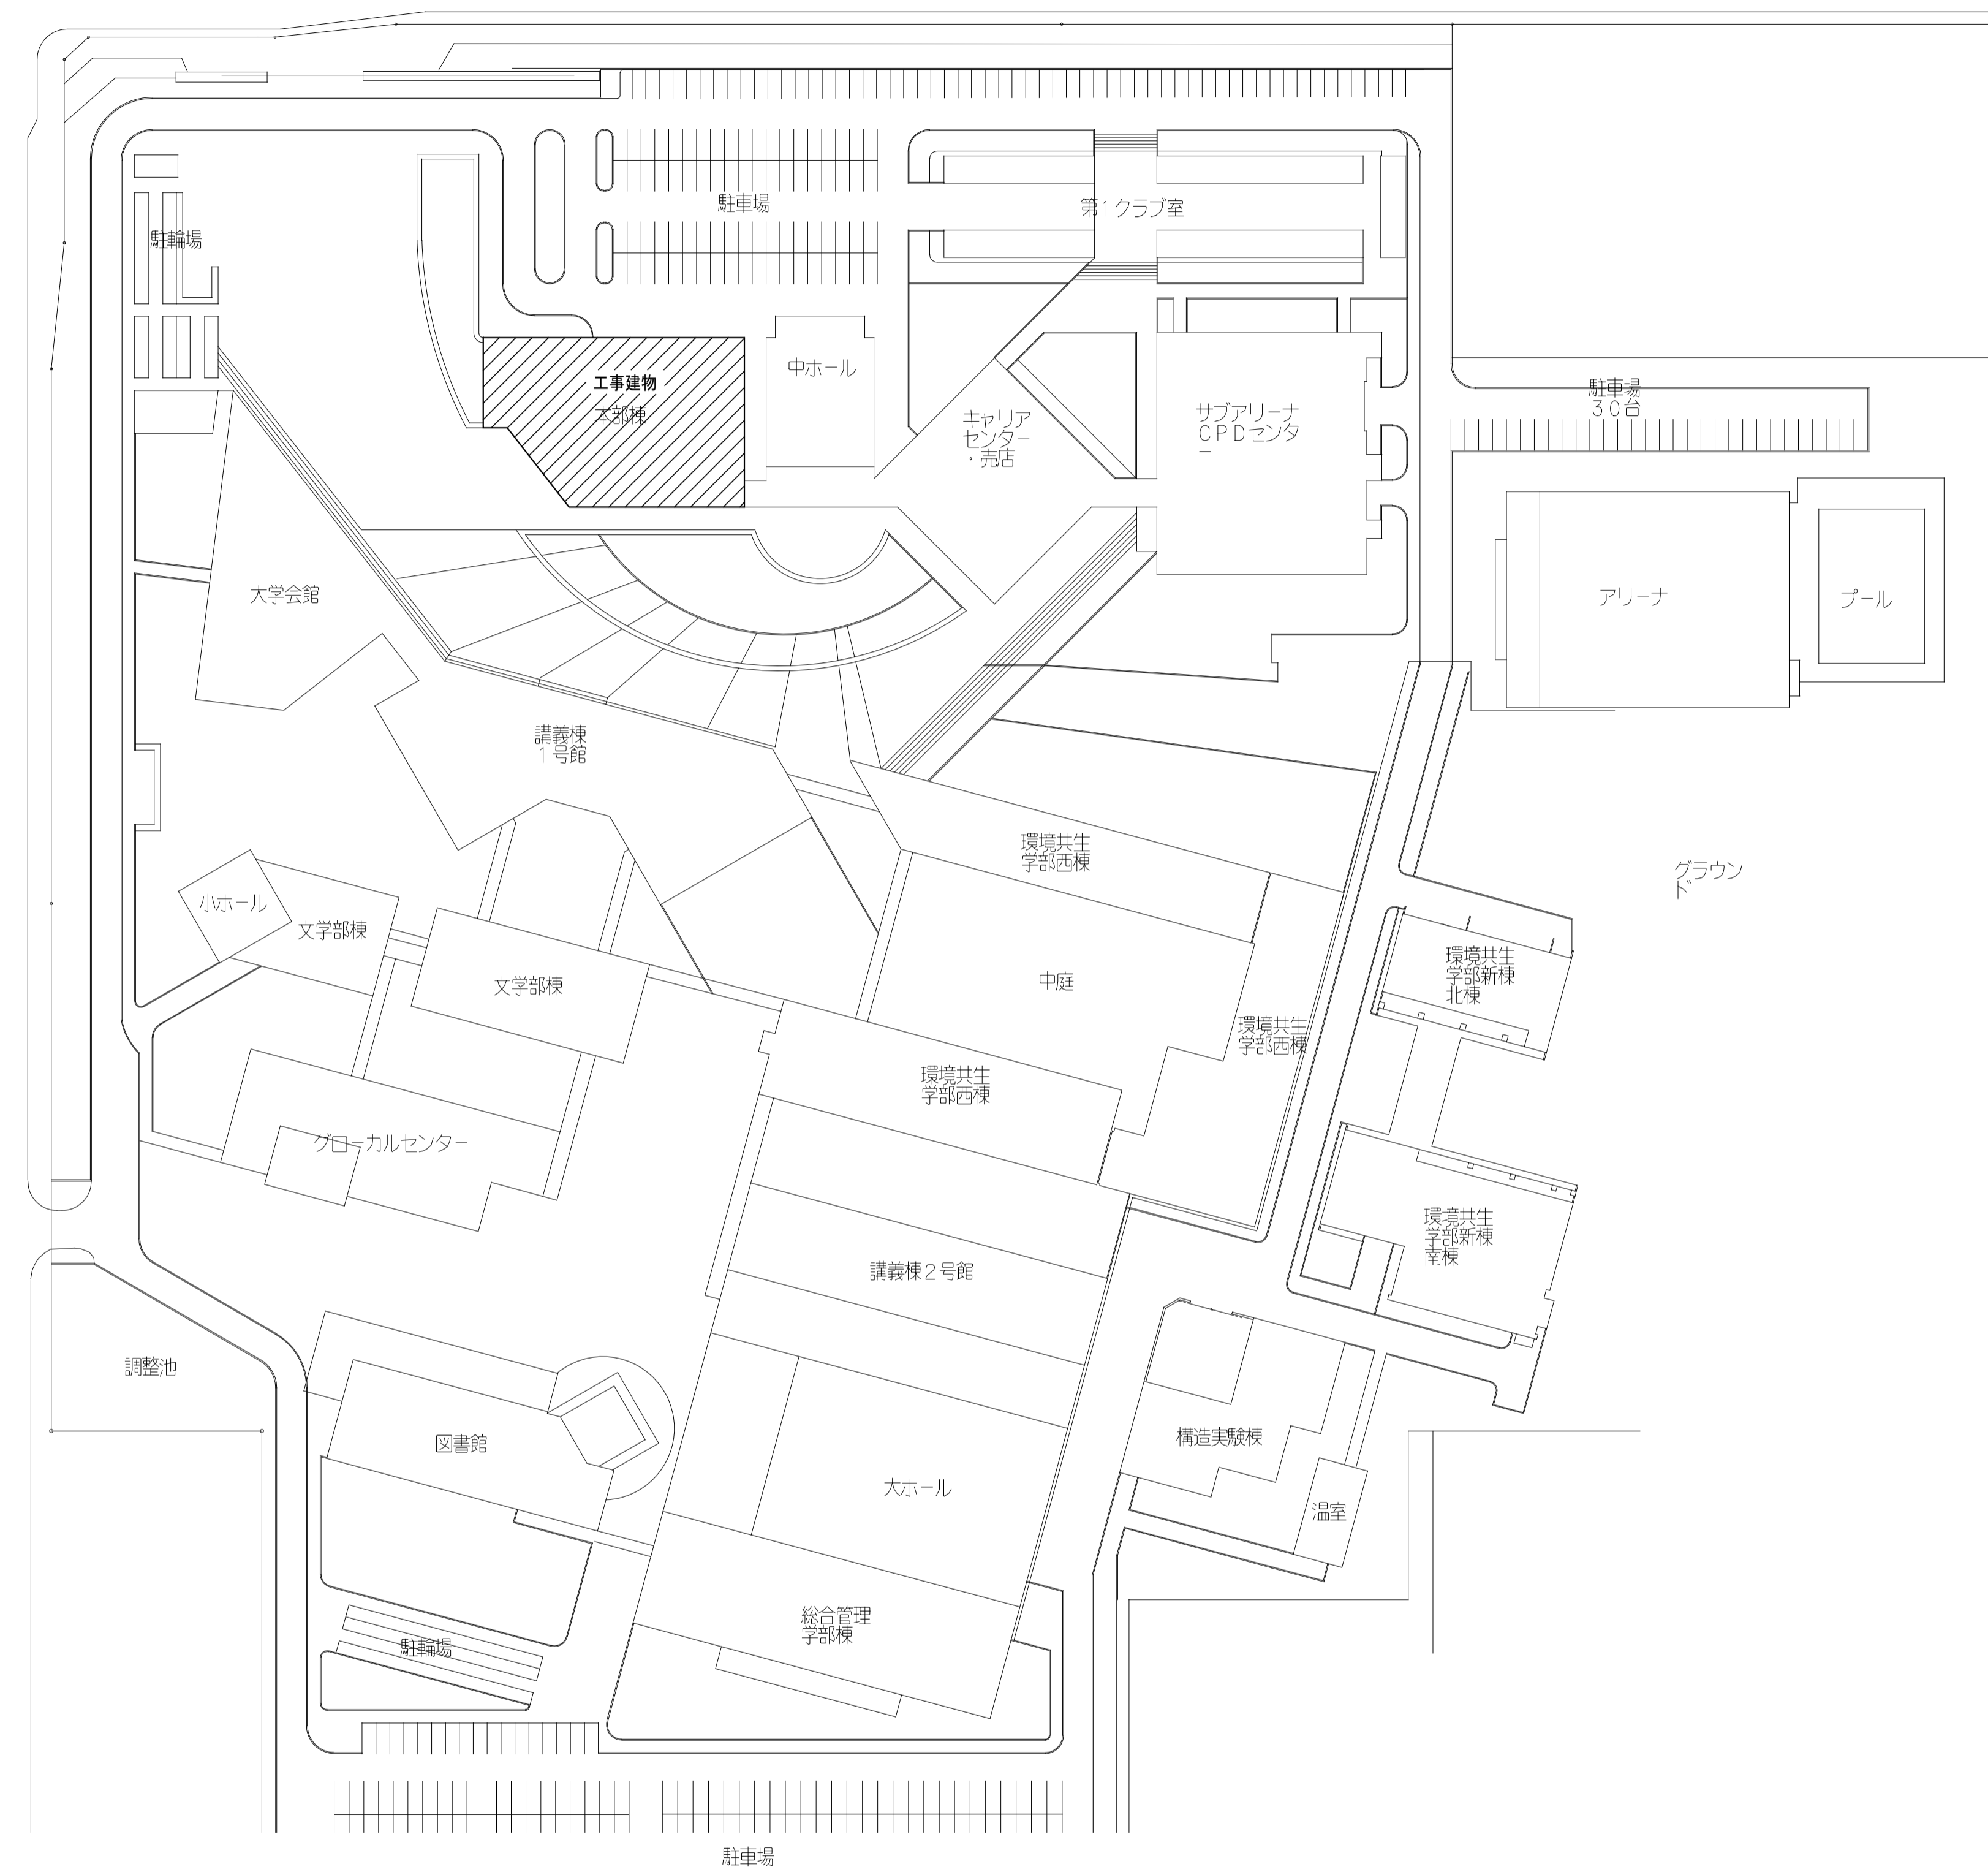 駐車場
第1クラブ室
駐輪場
中ホール
工事建物
本部棟
駐車場
30台
キャリア
センター
・売店
サブアリーナ
CPDセンタ
ー
大学会館
アリーナ
プール
講義棟
1号館
環境共生
学部西棟
グラウン
ド
小ホール
文学部棟
文学部棟
中庭
環境共生
学部新棟
北棟
環境共生
学部西棟
環境共生
学部西棟
グローカルセンター
環境共生
学部新棟
南棟
講義棟2号館
調整池
図書館
構造実験棟
大ホール
温室
総合管理
学部棟
駐輪場
駐車場